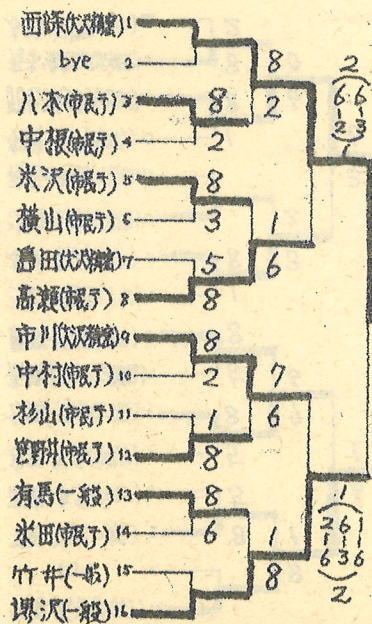 西條(大沢精密) 1
bye 2
八木(市民テ) 3
中根(市民テ) 4
米沢(市民テ) 5
横山(市民テ) 6
島田(大沢精密) 7
高瀬(市民テ) 8
市川(大沢精密) 9
中村(市民テ) 10
杉山(市民テ) 11
笹野井(市民テ) 12
有馬(一般) 13
米田(市民テ) 14
竹井(一般) 15
沢(一般) 16
8
2
8
3
5
8
8
2
1
8
8
6
8
2
1
6
7
6
1
8
2
(6-2 6-3)
1
1
(2-6 6-3 1-6)
2